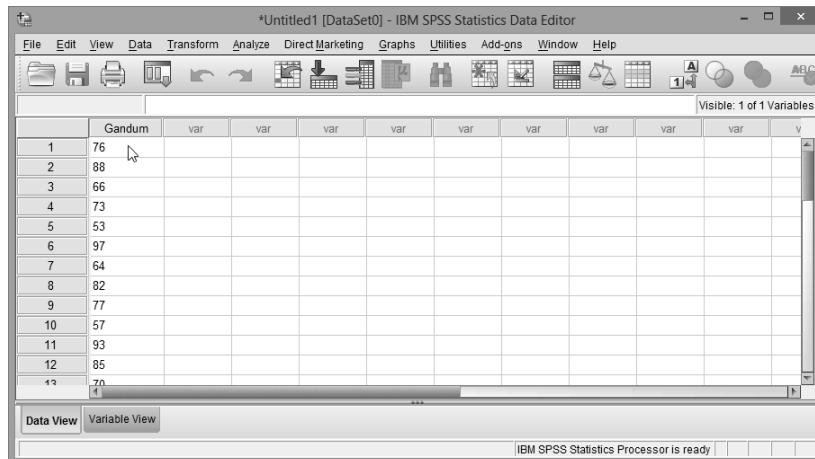 *Untitled1 [DataSet0] - IBM SPSS Statistics Data Editor
File Edit View Data Transform Analyze Direct Marketing Graphs Utilities Add-ons Window Help
Visible: 1 of 1 Variables
Gandum var var var var var var var var var
1 76
2 88
3 66
4 73
5 53
6 97
7 64
8 82
9 77
10 57
11 93
12 85
13 70
Data View Variable View
IBM SPSS Statistics Processor is ready